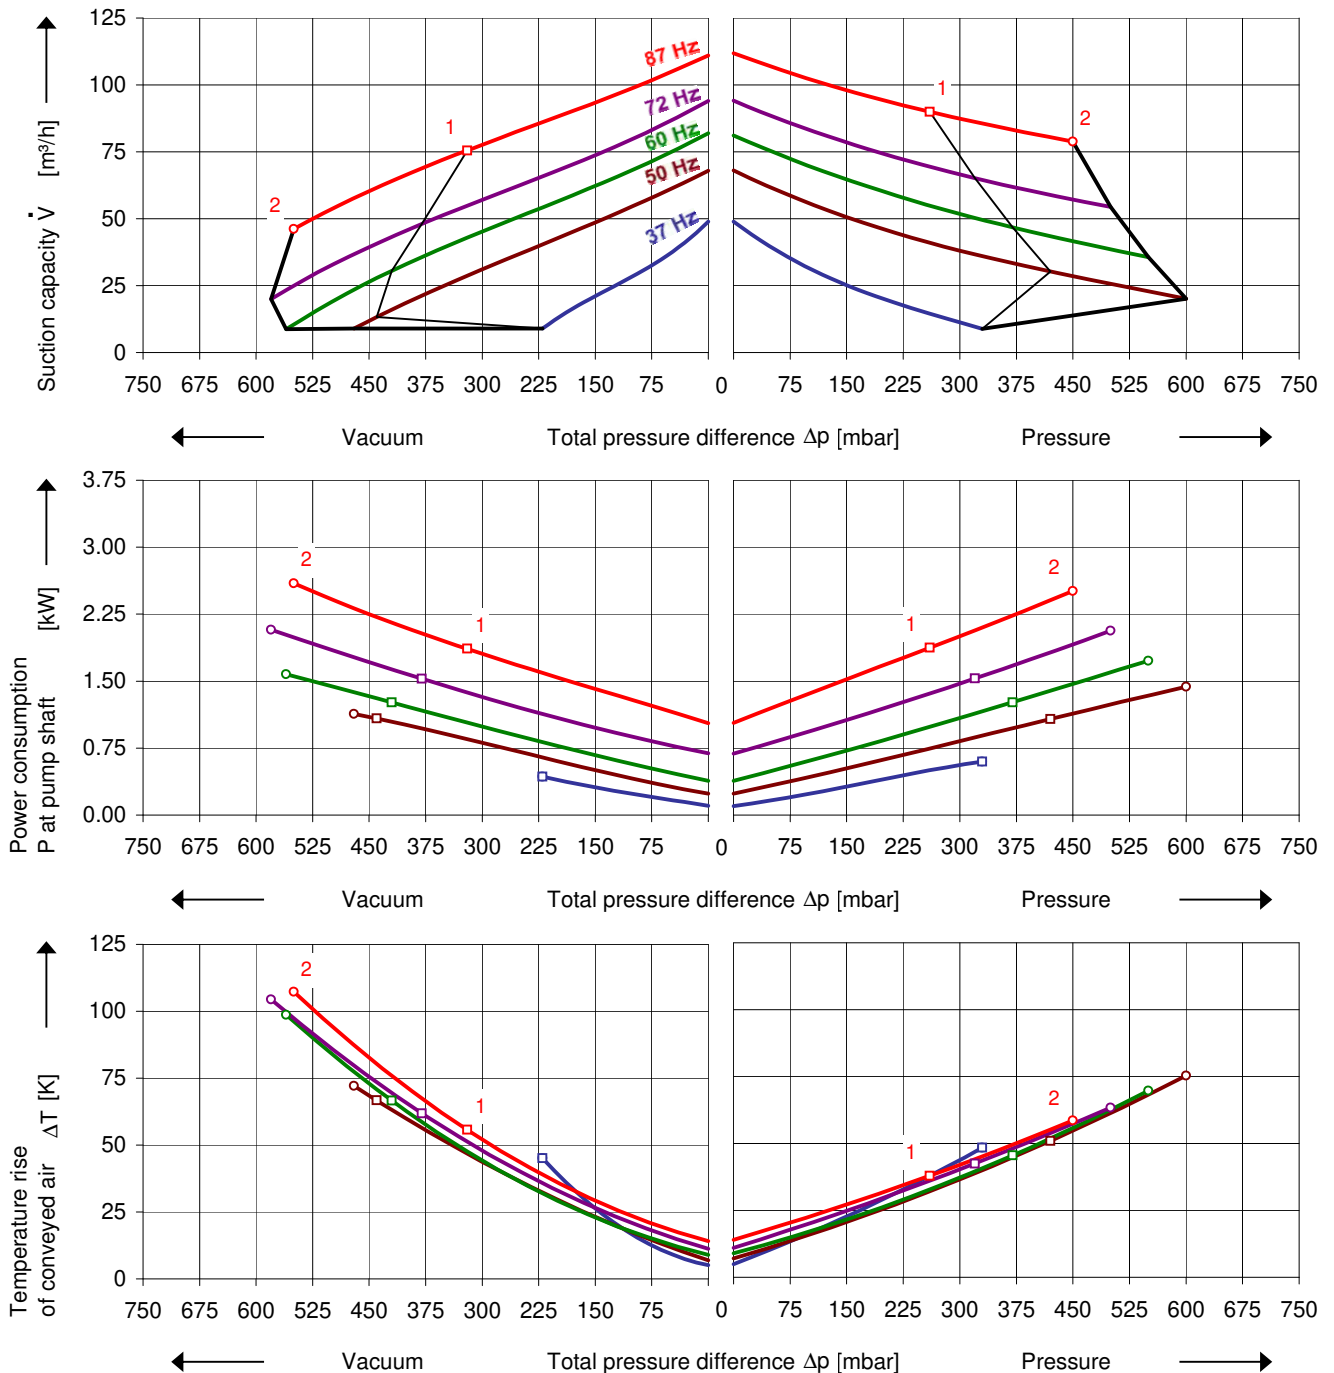 125
100
75
50
25
0
Suction capacity V̇ [m³/h]
87 Hz
72 Hz
60 Hz
50 Hz
37 Hz
1
2
1
2
750 675 600 525 450 375 300 225 150 75 0 75 150 225 300 375 450 525 600 675 750
Vacuum Total pressure difference Δp [mbar] Pressure
3.75
3.00
2.25
1.50
0.75
0.00
Power consumption
P at pump shaft [kW]
2
1
1
2
750 675 600 525 450 375 300 225 150 75 0 75 150 225 300 375 450 525 600 675 750
Vacuum Total pressure difference Δp [mbar] Pressure
125
100
75
50
25
0
Temperature rise
of conveyed air ΔT [K]
2
1
1
2
750 675 600 525 450 375 300 225 150 75 0 75 150 225 300 375 450 525 600 675 750
Vacuum Total pressure difference Δp [mbar] Pressure